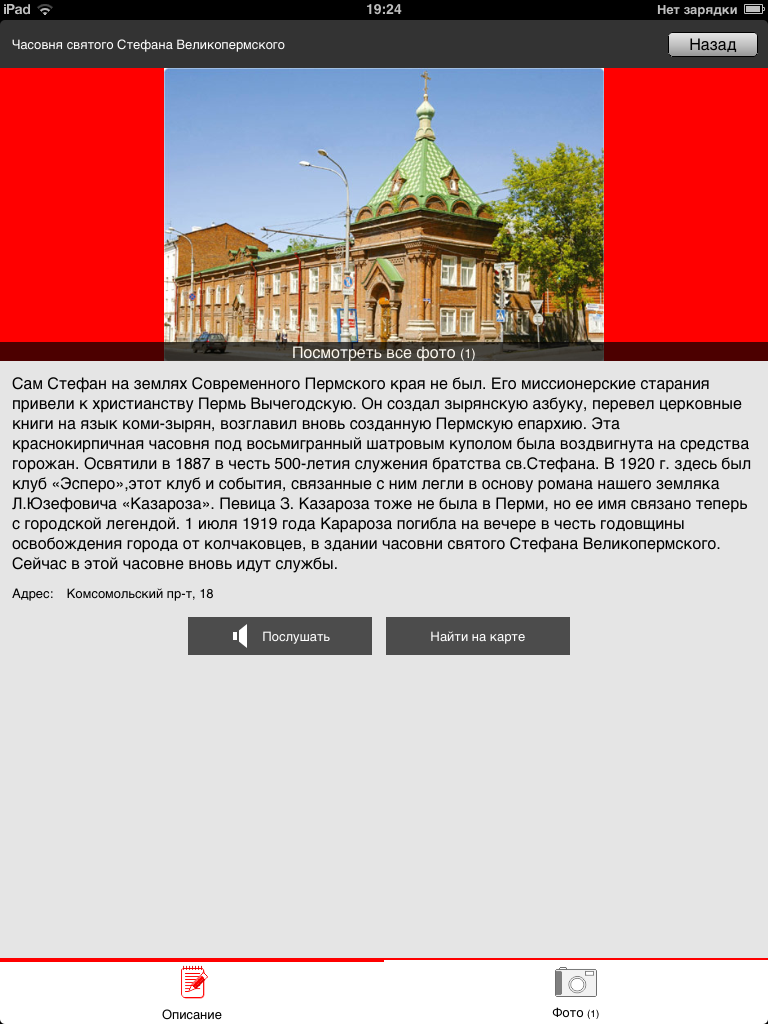 iPad 19:24 Нет зарядки
Часовня святого Стефана Великопермского
Назад
Посмотреть все фото (1)
Сам Стефан на землях Современного Пермского края не был. Его миссионерские старания
привели к христианству Пермь Вычегодскую. Он создал зырянскую азбуку, перевел церковные
книги на язык коми-зырян, возглавил вновь созданную Пермскую епархию. Эта
краснокирпичная часовня под восьмигранный шатровым куполом была воздвигнута на средства
горожан. Освятили в 1887 в честь 500-летия служения братства св.Стефана. В 1920 г. здесь был
клуб «Эсперо»,этот клуб и события, связанные с ним легли в основу романа нашего земляка
Л.Юзефовича «Казароза». Певица З. Казароза тоже не была в Перми, но ее имя связано теперь
с городской легендой. 1 июля 1919 года Карароза погибла на вечере в честь годовщины
освобождения города от колчаковцев, в здании часовни святого Стефана Великопермского.
Сейчас в этой часовне вновь идут службы.
Адрес: Комсомольский пр-т, 18
Послушать
Найти на карте
Описание
Фото (1)